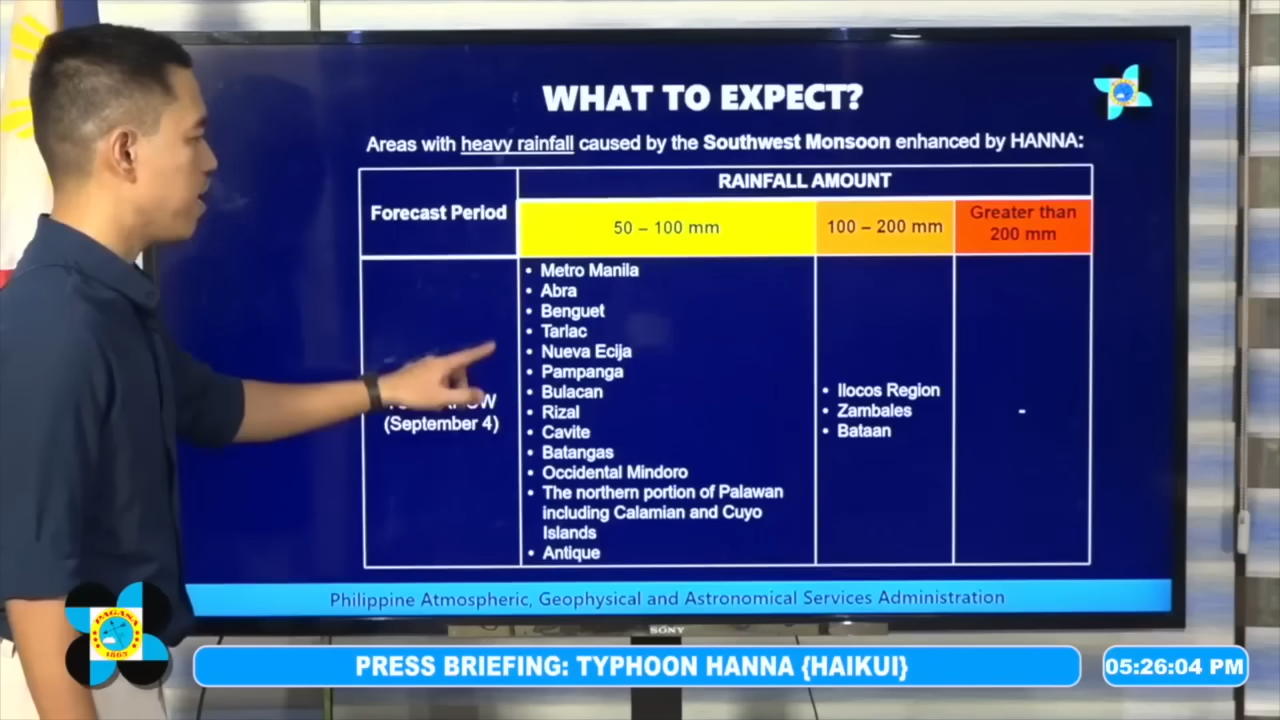 WHAT TO EXPECT?
Areas with heavy rainfall caused by the Southwest Monsoon enhanced by HANNA:
Forecast Period
RAINFALL AMOUNT
50 – 100 mm
100 – 200 mm
Greater than
200 mm
(September 4)
• Metro Manila
• Abra
• Benguet
• Tarlac
• Nueva Ecija
• Pampanga
• Bulacan
• Rizal
• Cavite
• Batangas
• Occidental Mindoro
• The northern portion of Palawan
including Calamian and Cuyo
Islands
• Antique
• Ilocos Region
• Zambales
• Bataan
-
Philippine Atmospheric, Geophysical and Astronomical Services Administration
SONY
PAGASA
1865
PRESS BRIEFING: TYPHOON HANNA {HAIKUI}
05:26:04 PM